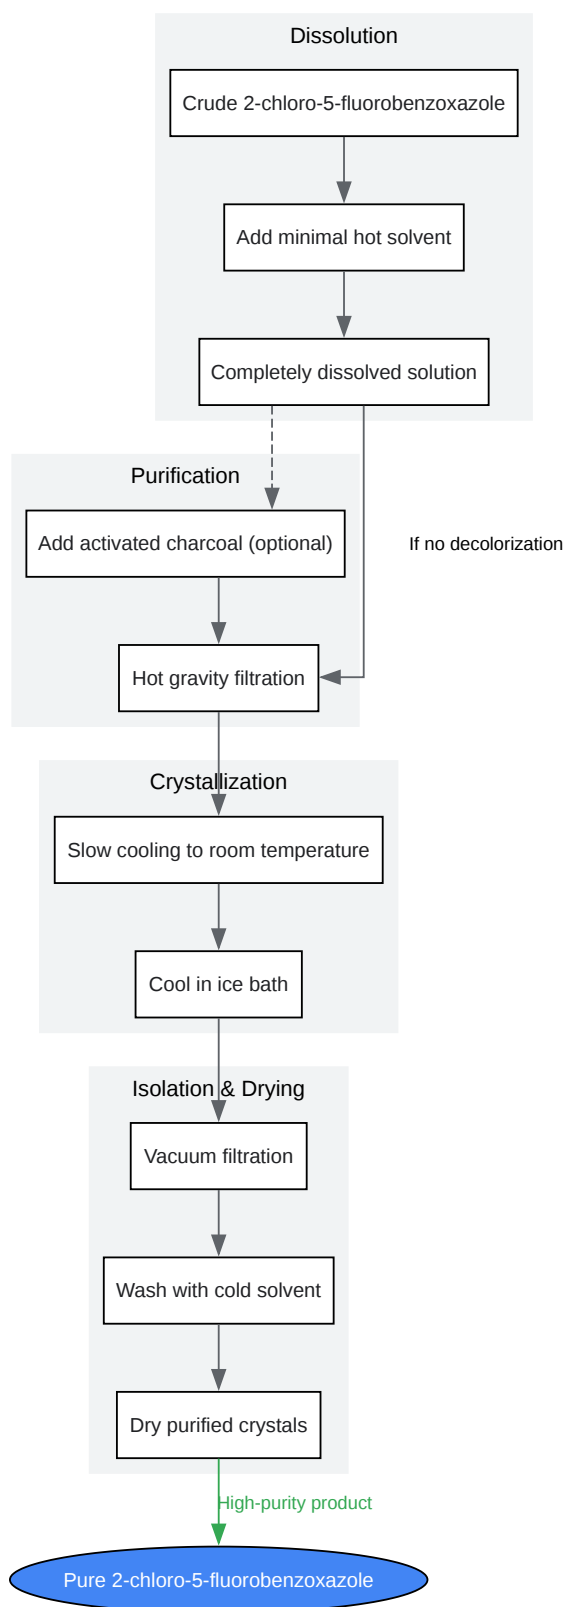 Dissolution
Crude 2-chloro-5-fluorobenzoxazole
Add minimal hot solvent
Completely dissolved solution
Purification
Add activated charcoal (optional)
If no decolorization
Hot gravity filtration
Crystallization
Slow cooling to room temperature
Cool in ice bath
Isolation & Drying
Vacuum filtration
Wash with cold solvent
Dry purified crystals
High-purity product
Pure 2-chloro-5-fluorobenzoxazole